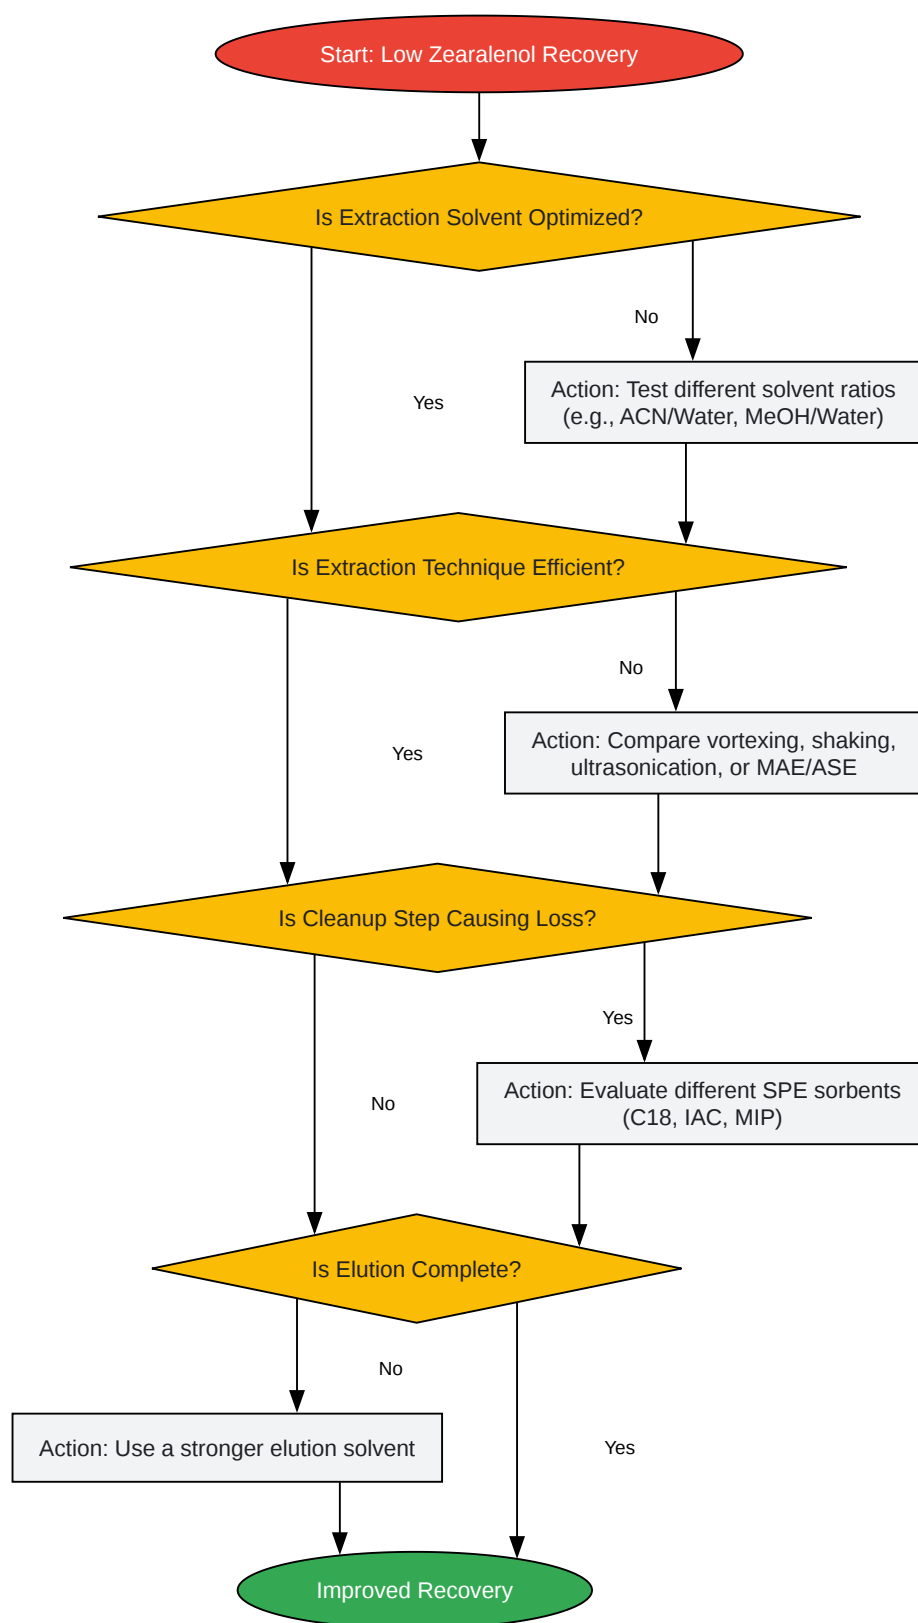 Start: Low Zearalenol Recovery
Is Extraction Solvent Optimized?
No
Action: Test different solvent ratios
(e.g., ACN/Water, MeOH/Water)
Yes
Is Extraction Technique Efficient?
No
Action: Compare vortexing, shaking,
ultrasonication, or MAE/ASE
Yes
Is Cleanup Step Causing Loss?
Yes
Action: Evaluate different SPE sorbents
(C18, IAC, MIP)
No
Is Elution Complete?
No
Action: Use a stronger elution solvent
Yes
Improved Recovery